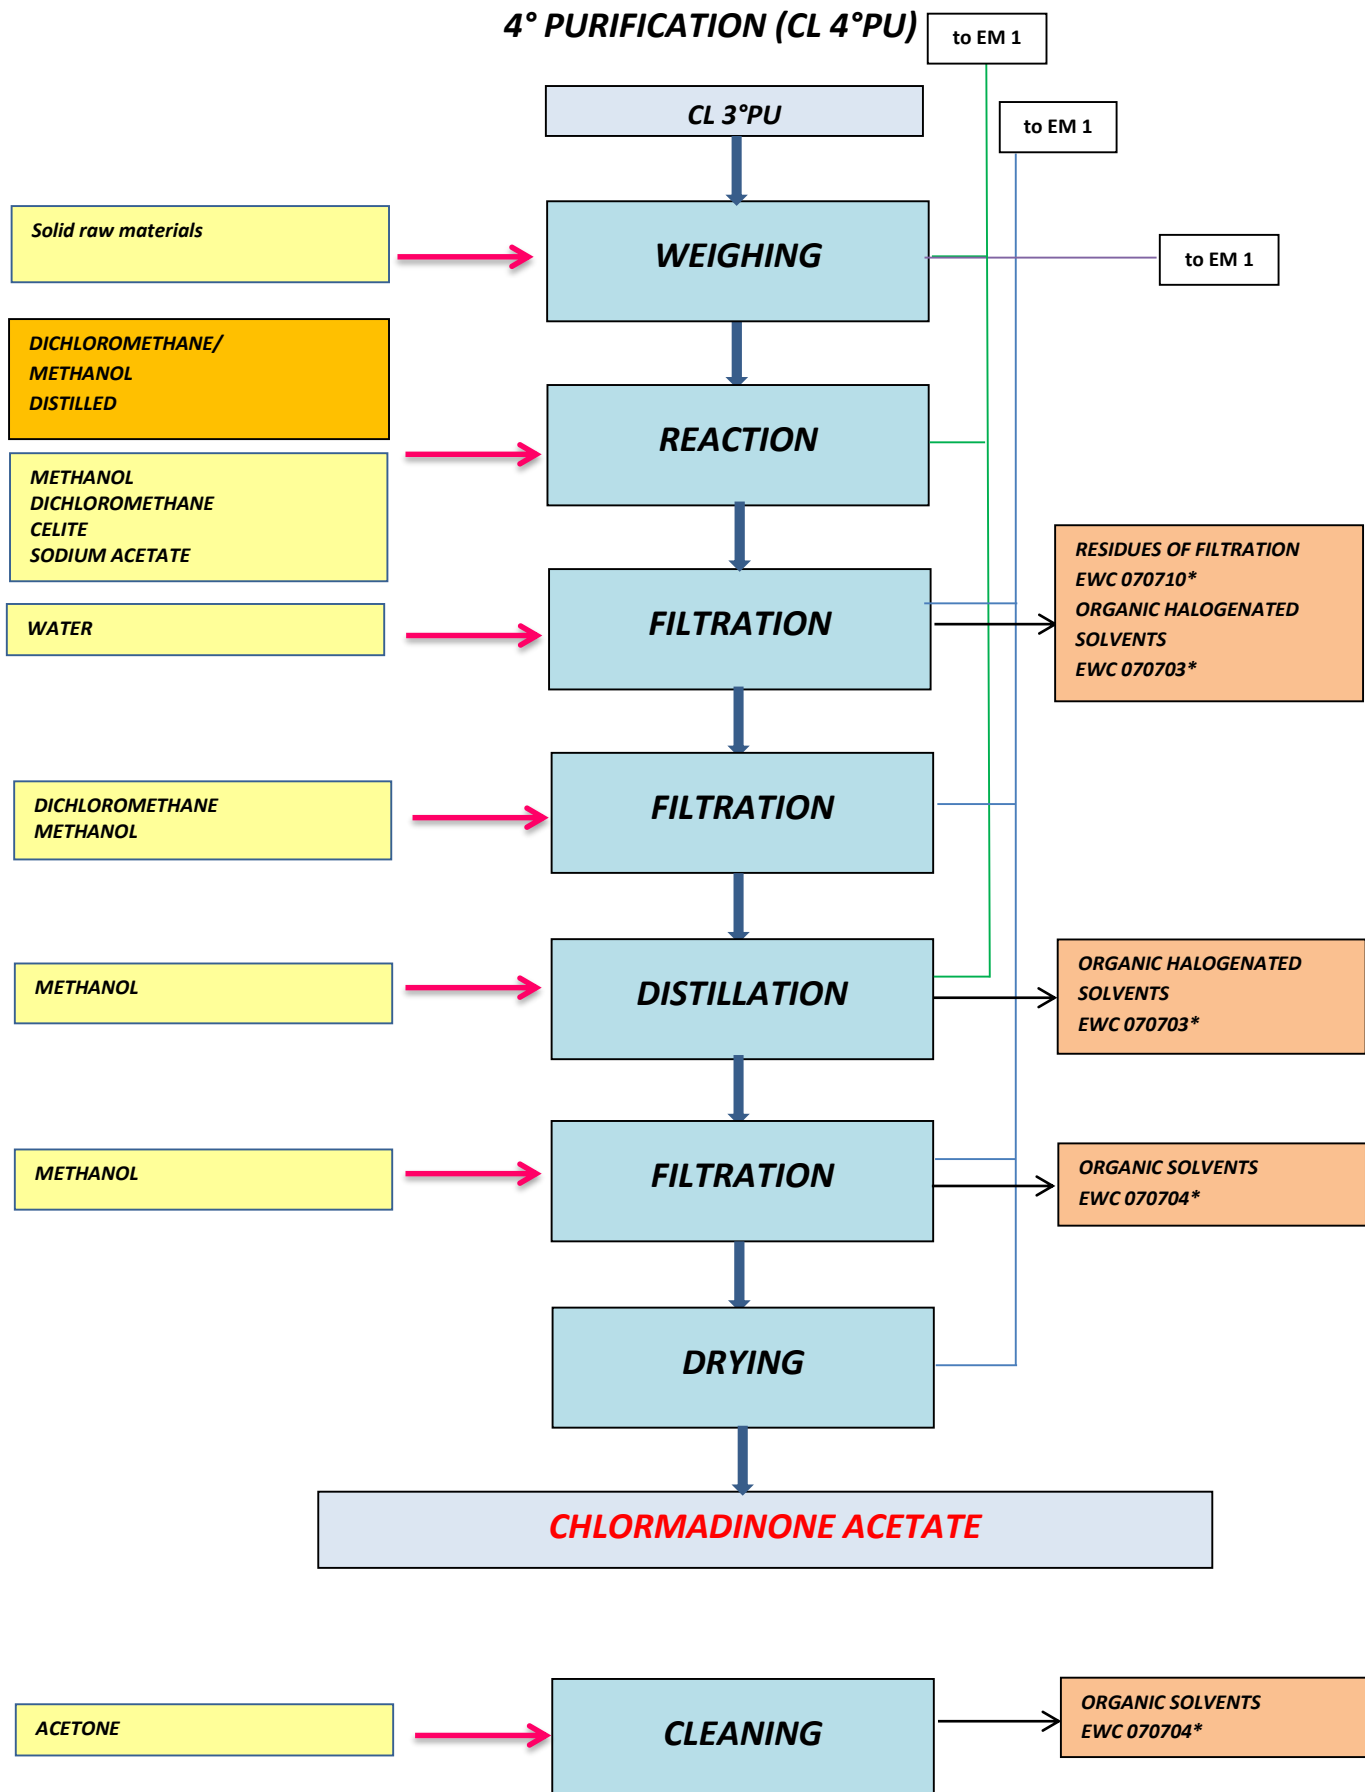 4° PURIFICATION (CL 4°PU)
to EM 1
CL 3°PU
to EM 1
Solid raw materials
WEIGHING
to EM 1
DICHLOROMETHANE/
METHANOL
DISTILLED
REACTION
METHANOL
DICHLOROMETHANE
CELITE
SODIUM ACETATE
WATER
FILTRATION
RESIDUES OF FILTRATION
EWC 070710*
ORGANIC HALOGENATED
SOLVENTS
EWC 070703*
DICHLOROMETHANE
METHANOL
FILTRATION
METHANOL
DISTILLATION
ORGANIC HALOGENATED
SOLVENTS
EWC 070703*
METHANOL
FILTRATION
ORGANIC SOLVENTS
EWC 070704*
DRYING
CHLORMADINONE ACETATE
ACETONE
CLEANING
ORGANIC SOLVENTS
EWC 070704*